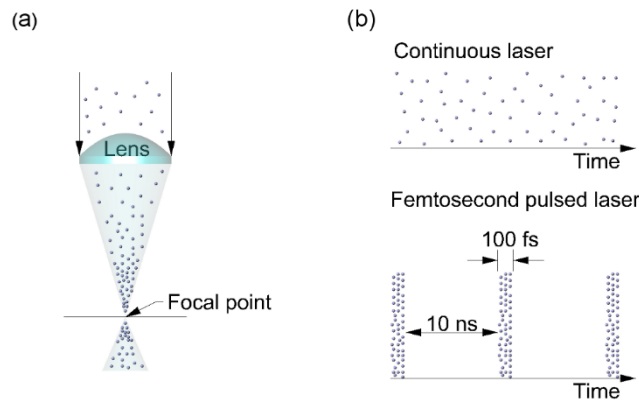 (a)
Lens
Focal point
(b)
Continuous laser
Time
Femtosecond pulsed laser
100 fs
10 ns
Time